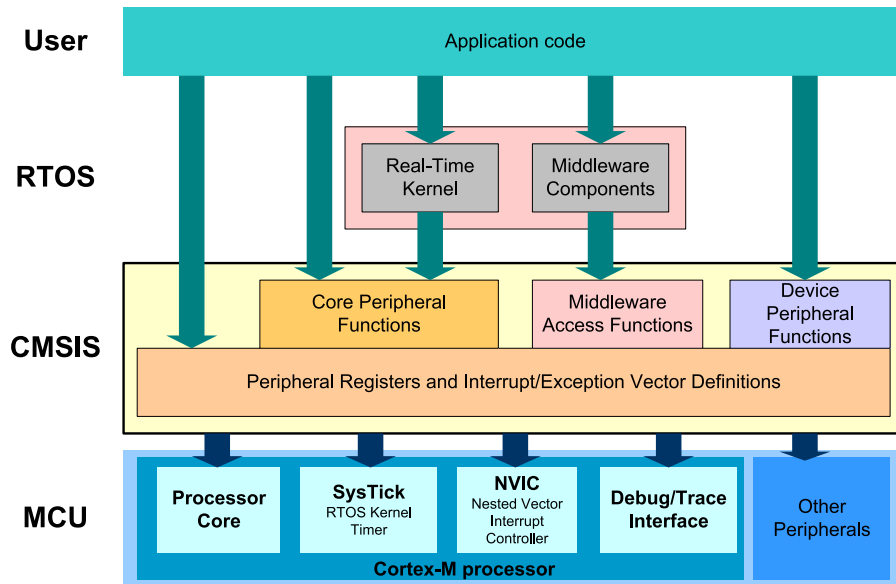 User
Application code
RTOS
Real-Time
Kernel
Middleware
Components
CMSIS
Core Peripheral
Functions
Middleware
Access Functions
Device
Peripheral
Functions
Peripheral Registers and Interrupt/Exception Vector Definitions
MCU
Processor
Core
SysTick
RTOS Kernel
Timer
NVIC
Nested Vector
Interrupt
Controller
Debug/Trace
Interface
Other
Peripherals
Cortex-M processor